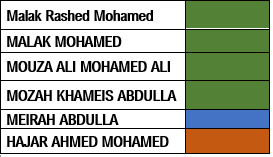 Malak Rashed Mohamed
MALAK MOHAMED
MOUZA ALI MOHAMED ALI
MOZAH KHAMEIS ABDULLA
MEIRAH ABDULLA
HAJAR AHMED MOHAMED